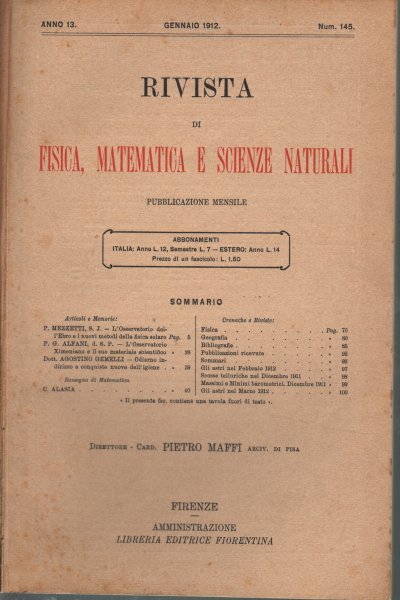 ANNO 13. GENNAIO 1912. Num. 145.
RIVISTA
DI
FISICA, MATEMATICA E SCIENZE NATURALI
PUBBLICAZIONE MENSILE
ABBONAMENTI
ITALIA: Anno L. 12, Semestre L. 7 — ESTERO: Anno L. 14
Prezzo di un fascicolo: L. 1,50
SOMMARIO
Articoli e Memorie:
P. MEZZETTI, S. J. — L'Osservatorio del-
l'Ebro e i nuovi metodi della fisica solare Pag. 5
P. G. ALFANI, d. S. P. — L'Osservatorio
Ximeniano e il suo materiale scientifico » 28
Dott. AGOSTINO GEMELLI — Odierno in-
dirizzo e conquiste nuove dell'igiene . » 39
Rassegna di Matematica
C. ALASIA . . . . . . . . . . 60
Cronache e Riviste:
Fisica . . . . . . . . . . Pag. 70
Geografia . . . . . . . . . . » 80
Bibliografie . . . . . . . . . . » 85
Pubblicazioni ricevute . . . . . . » 92
Sommari . . . . . . . . . . » 93
Gli astri nel Febbraio 1912 . . . . » 97
Scosse telluriche nel Dicembre 1911 . . » 98
Massimi e Minimi barometrici. Dicembre 1911 » 99
Gli astri nel Marzo 1912 . . . . . » 100
« Il presente fasc. contiene una tavola fuori di testo ».
DIRETTORE - CARD. PIETRO MAFFI ARCIV. DI PISA
FIRENZE
AMMINISTRAZIONE
LIBRERIA EDITRICE FIORENTINA